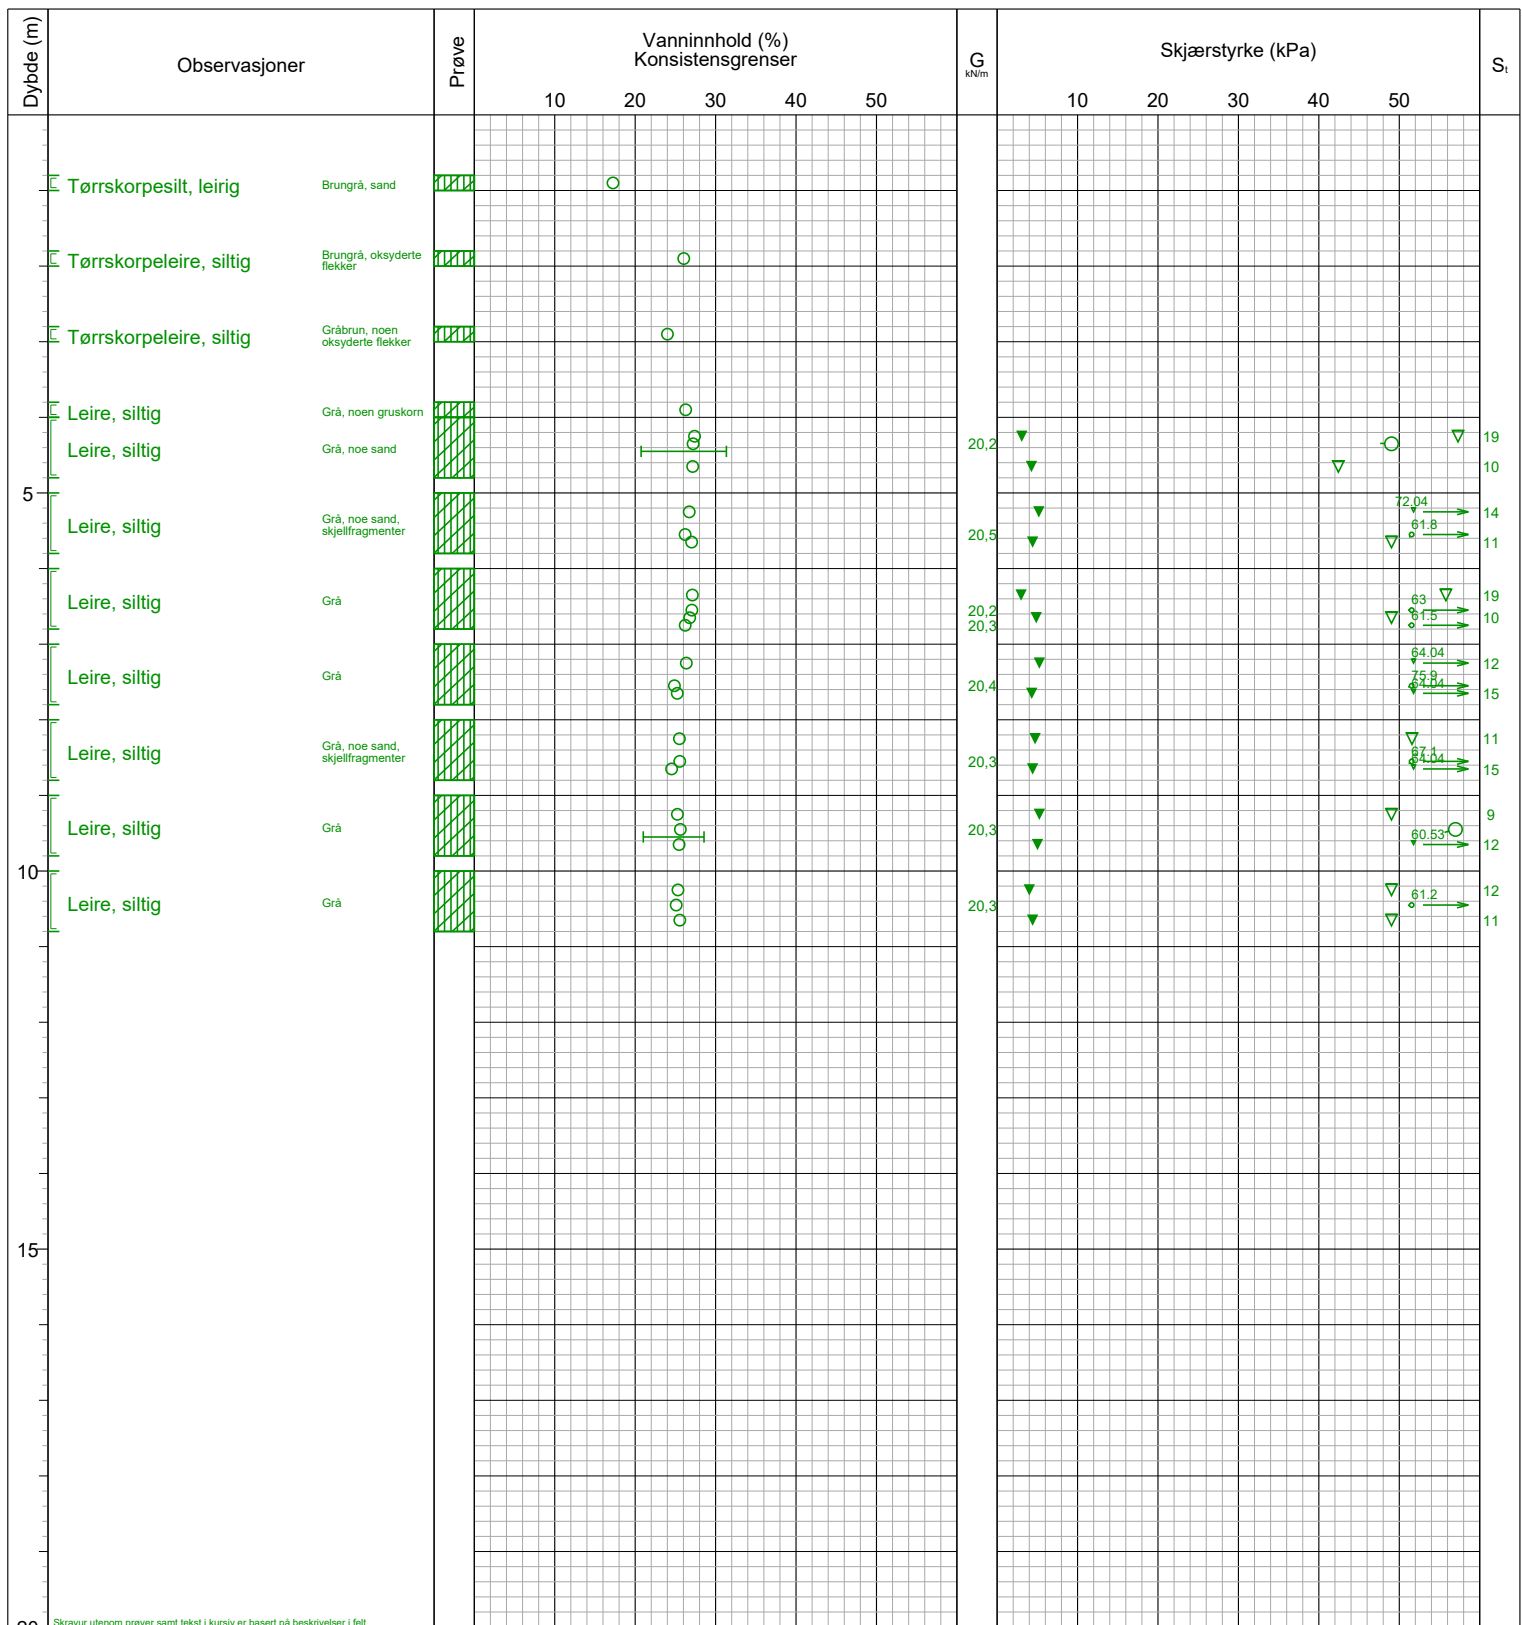 Dybde (m)
Observasjoner
Prøve
Vanninnhold (%)
Konsistensgrenser
10 20 30 40 50
G
kN/m
Skjærstyrke (kPa)
10 20 30 40 50
St
Tørrskorpesilt, leirig
Brungrå, sand
Tørrskorpeleire, siltig
Brungrå, oksyderte
flekker
Tørrskorpeleire, siltig
Gråbrun, noen
oksyderte flekker
Leire, siltig
Grå, noen gruskorn
Leire, siltig
Grå, noe sand
20,2
19
10
5
Leire, siltig
Grå, noe sand,
skjellfragmenter
20,5
72.04
14
61.8
11
Leire, siltig
Grå
20,2
20,3
19
63
10
61.5
Leire, siltig
Grå
20,4
64.04
12
75.9
64.04
15
Leire, siltig
Grå, noe sand,
skjellfragmenter
20,3
11
67.1
64.04
15
Leire, siltig
Grå
20,3
9
60.53
12
10
Leire, siltig
Grå
20,3
12
61.2
11
15
20
Skravur utenom prøver samt tekst i kursiv er basert på beskrivelser i felt